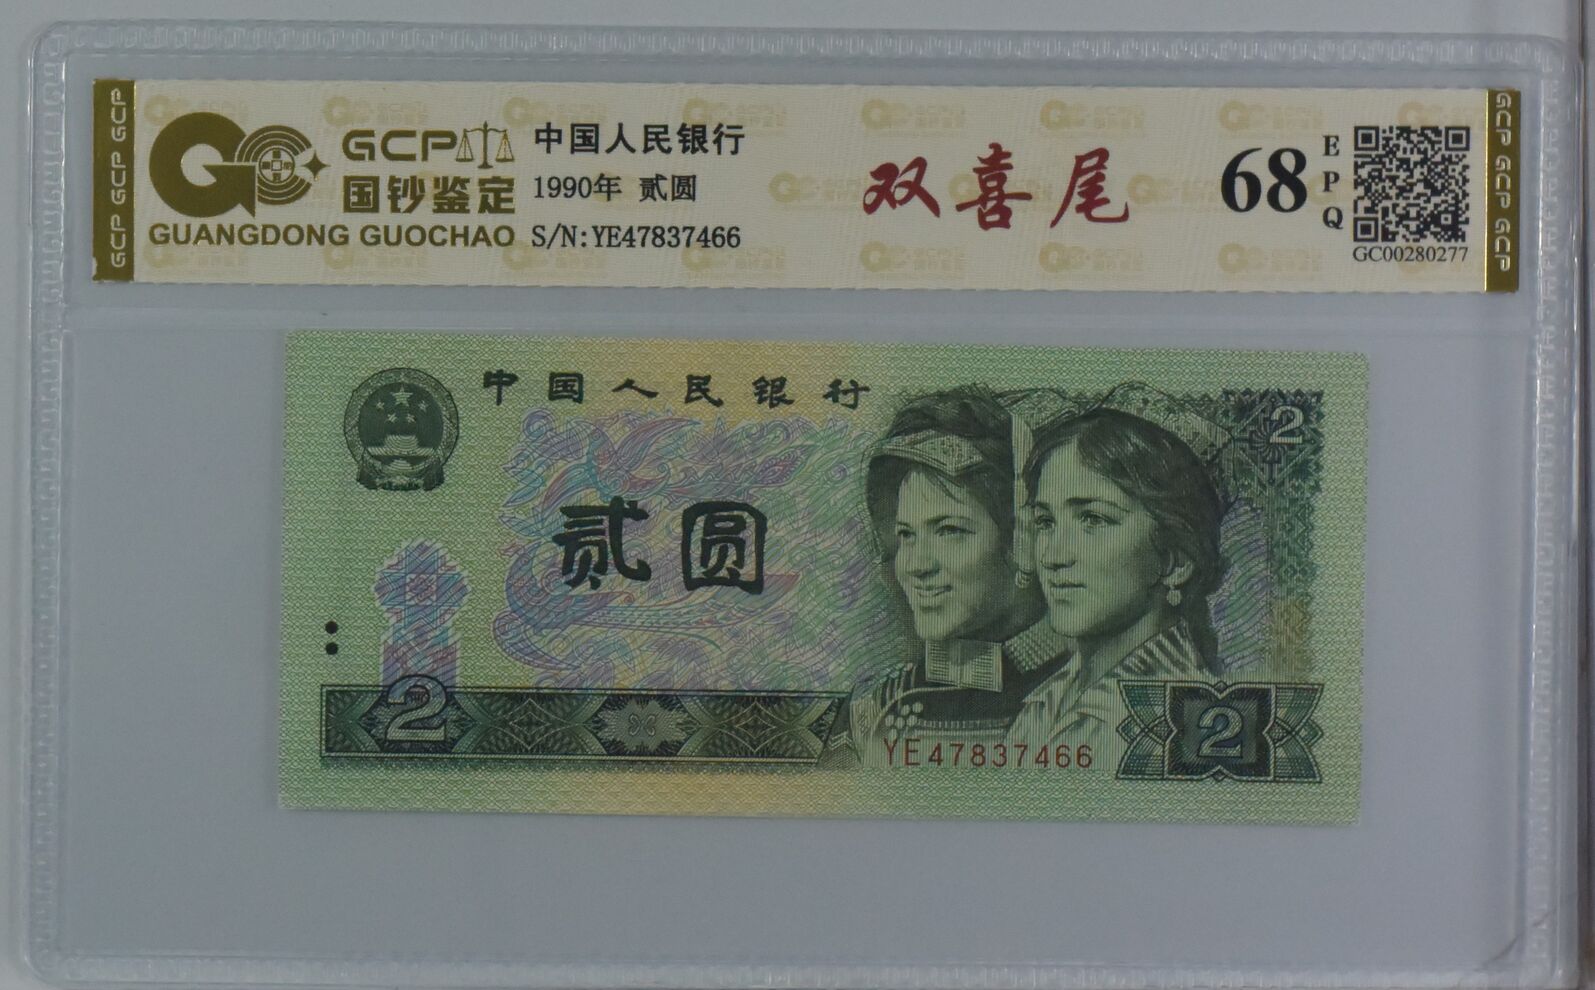 GCP GCP GCP
GCP
国钞鉴定
GUANGDONG GUOCHAO
中国人民银行
1990年 贰圆
S/N:YE47837466
双喜尾
68
EPQ
GC00280277
GCP GCP GCP
中国人民银行
2
贰圆
2
YE47837466
2